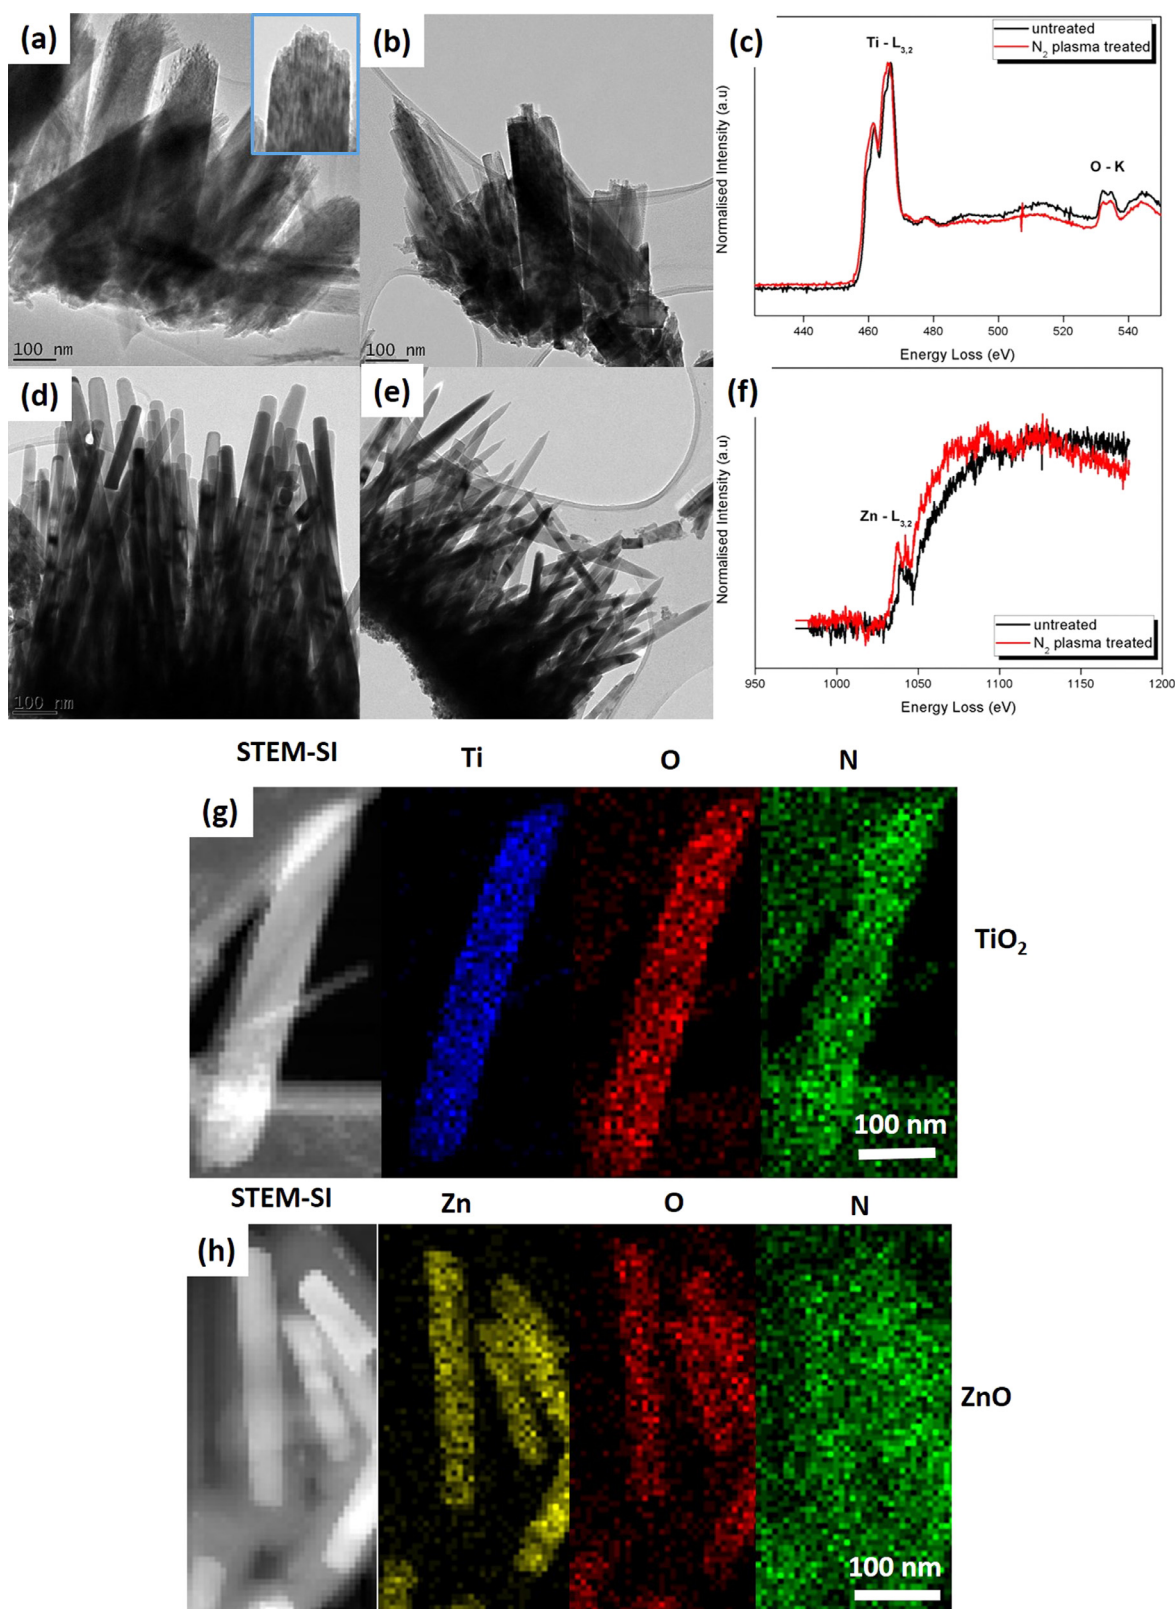 (a)
100 nm
(b)
100 nm
(c)
Normalised Intensity (a.u)
Ti - L3,2
O - K
untreated
N2 plasma treated
440 460 480 500 520 540
Energy Loss (eV)
(d)
100 nm
(e)
(f)
Normalised Intensity (a.u)
Zn - L3,2
untreated
N2 plasma treated
950 1000 1050 1100 1150 1200
Energy Loss (eV)
STEM-SI Ti O N
(g)
TiO2
100 nm
STEM-SI Zn O N
(h)
ZnO
100 nm